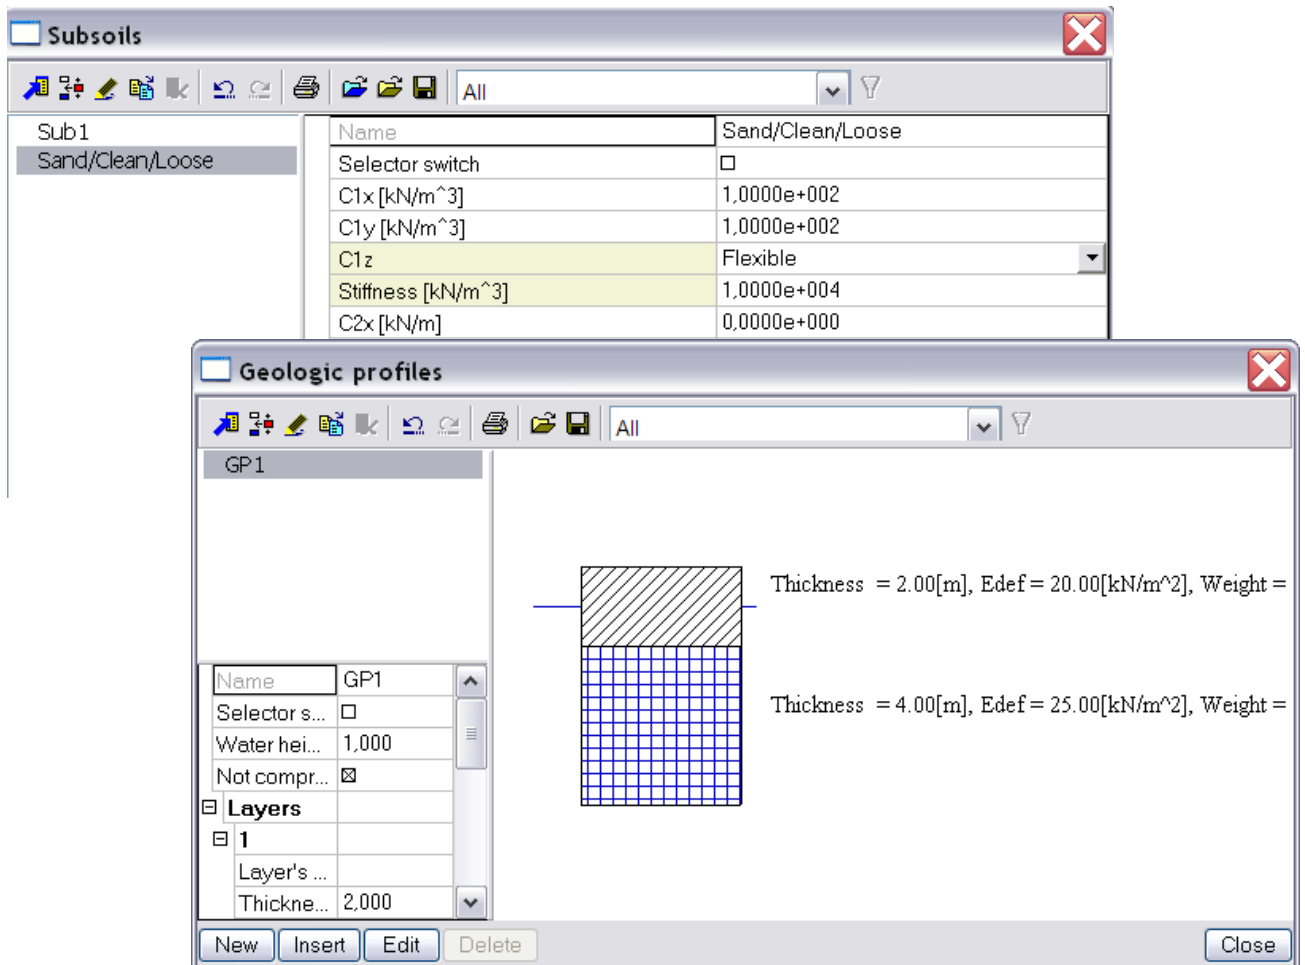 Subsoils
All
Sub1
Sand/Clean/Loose
Name Sand/Clean/Loose
Selector switch
C1x [kN/m^3] 1,0000e+002
C1y [kN/m^3] 1,0000e+002
C1z Flexible
Stiffness [kN/m^3] 1,0000e+004
C2x [kN/m] 0,0000e+000
Geologic profiles
All
GP1
Thickness = 2.00[m], Edef = 20.00[kN/m^2], Weight =
Thickness = 4.00[m], Edef = 25.00[kN/m^2], Weight =
Name GP1
Selector s...
Water hei... 1,000
Not compr...
Layers
1
Layer's ...
Thickne... 2,000
New Insert Edit Delete Close